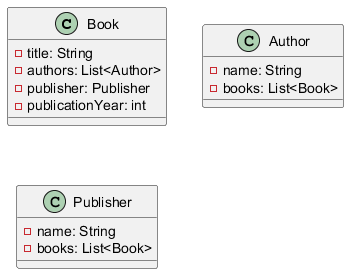 C Book
- title: String
- authors: List<Author>
- publisher: Publisher
- publicationYear: int
C Author
- name: String
- books: List<Book>
C Publisher
- name: String
- books: List<Book>